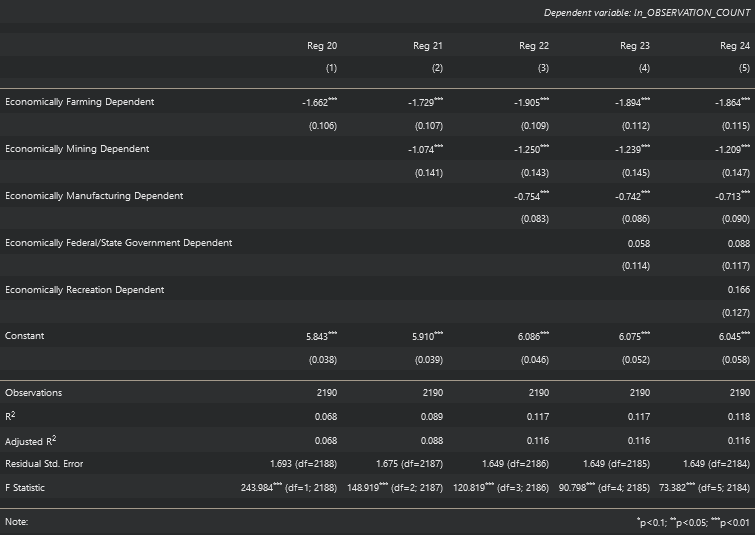 Dependent variable: ln_OBSERVATION_COUNT
Reg 20 Reg 21 Reg 22 Reg 23 Reg 24
(1) (2) (3) (4) (5)
Economically Farming Dependent -1.662*** -1.729*** -1.905*** -1.894*** -1.864***
(0.106) (0.107) (0.109) (0.112) (0.115)
Economically Mining Dependent -1.074*** -1.250*** -1.239*** -1.209***
(0.141) (0.143) (0.145) (0.147)
Economically Manufacturing Dependent -0.754*** -0.742*** -0.713***
(0.083) (0.086) (0.090)
Economically Federal/State Government Dependent 0.058 0.088
(0.114) (0.117)
Economically Recreation Dependent 0.166
(0.127)
Constant 5.843*** 5.910*** 6.086*** 6.075*** 6.045***
(0.038) (0.039) (0.046) (0.052) (0.058)
Observations 2190 2190 2190 2190 2190
R2 0.068 0.089 0.117 0.117 0.118
Adjusted R2 0.068 0.088 0.116 0.116 0.116
Residual Std. Error 1.693 (df=2188) 1.675 (df=2187) 1.649 (df=2186) 1.649 (df=2185) 1.649 (df=2184)
F Statistic 243.984*** (df=1; 2188) 148.919*** (df=2; 2187) 120.819*** (df=3; 2186) 90.798*** (df=4; 2185) 73.382*** (df=5; 2184)
Note: *p<0.1; **p<0.05; ***p<0.01